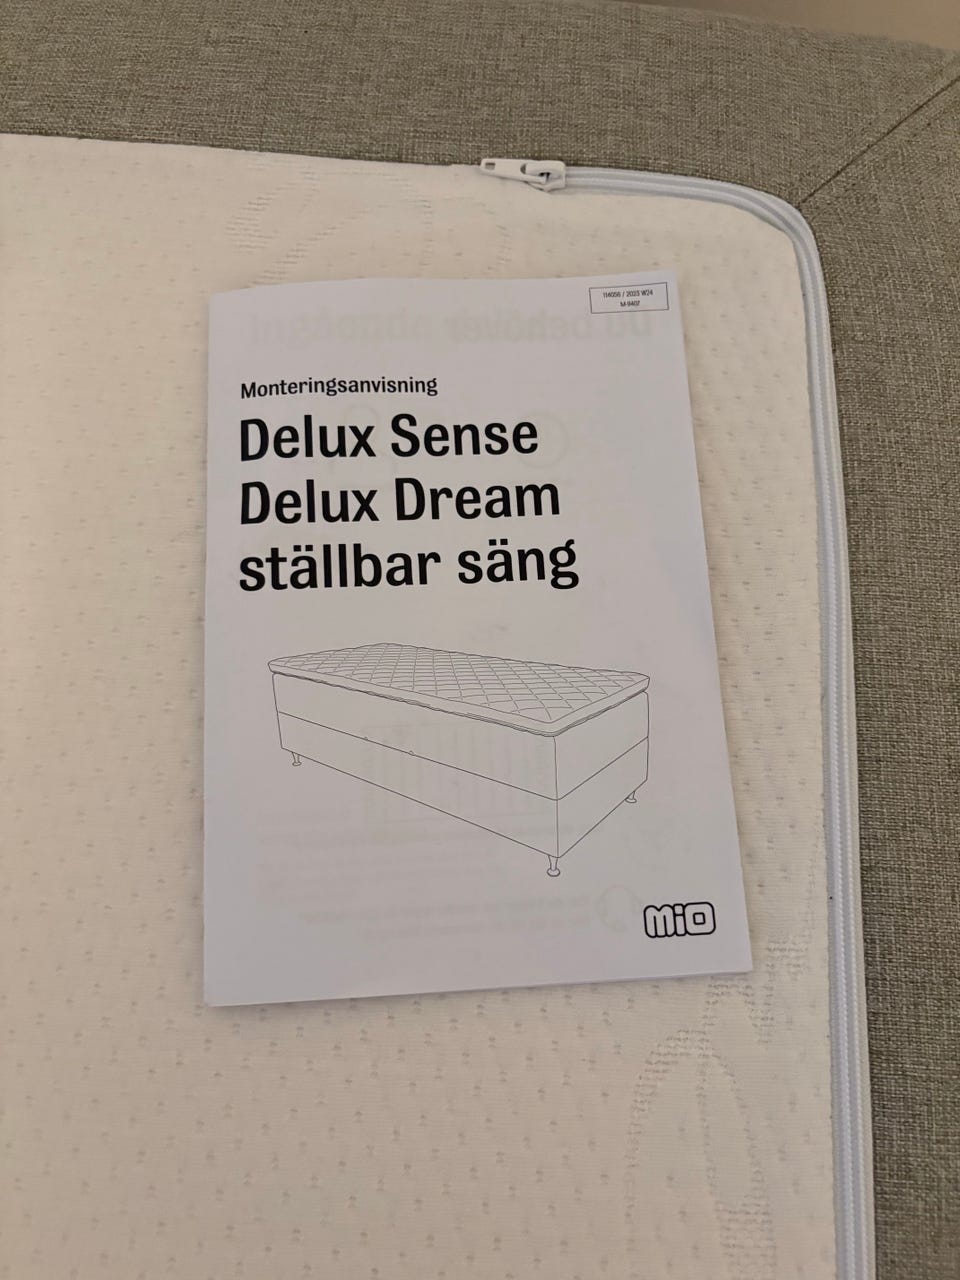 114056 / 2023 W24
M-9407
Monteringsanvisning
Delux Sense
Delux Dream
ställbar säng
MiO